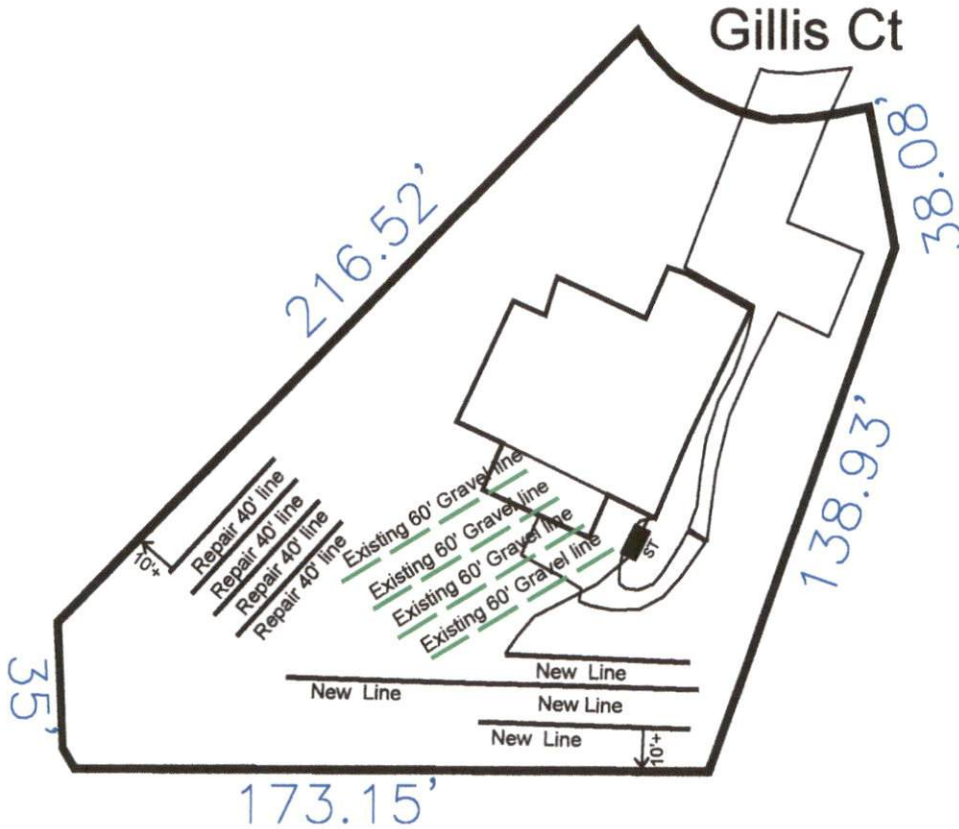 Gillis Ct
38.08'
216.52'
138.93'
Repair 40' line
Repair 40' line
Repair 40' line
Repair 40' line
10'+
Existing 60' Gravel line
Existing 60' Gravel line
Existing 60' Gravel line
Existing 60' Gravel line
ST
35'
New Line
New Line
New Line
New Line
10'+
173.15'